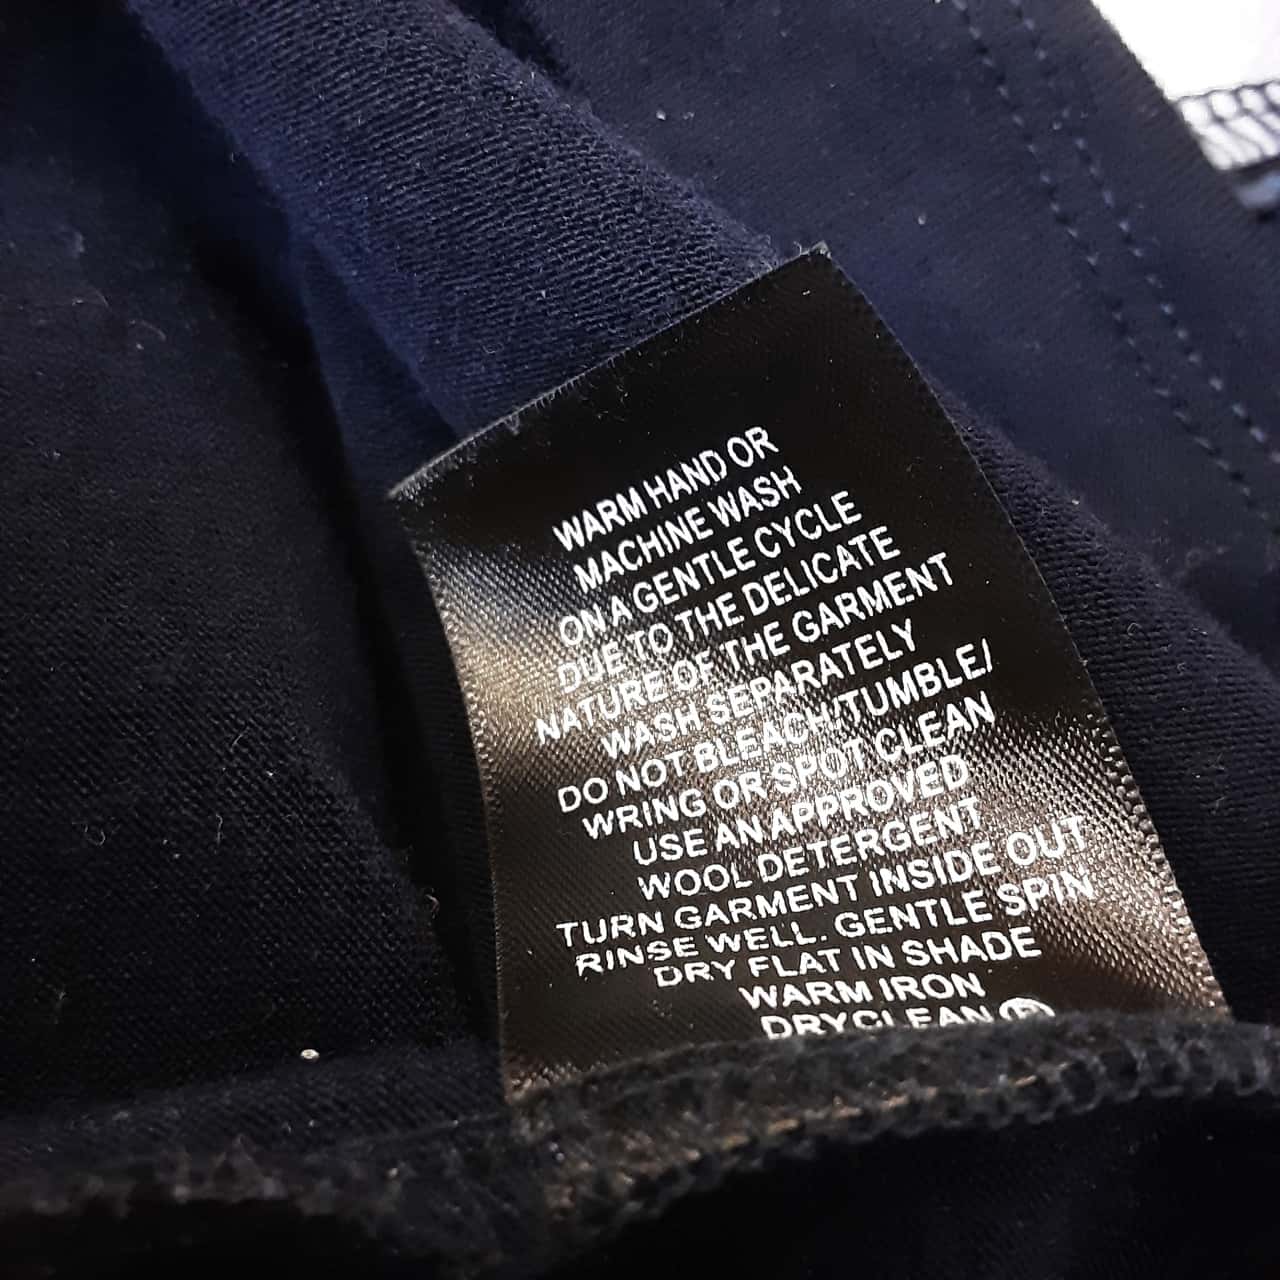 WARM HAND OR
MACHINE WASH
ON A GENTLE CYCLE
DUE TO THE DELICATE
NATURE OF THE GARMENT
WASH SEPARATELY
DO NOT BLEACH/TUMBLE/
WRING OR SPOT CLEAN
USE AN APPROVED
WOOL DETERGENT
TURN GARMENT INSIDE OUT
RINSE WELL. GENTLE SPIN
DRY FLAT IN SHADE
WARM IRON
DRYCLEAN